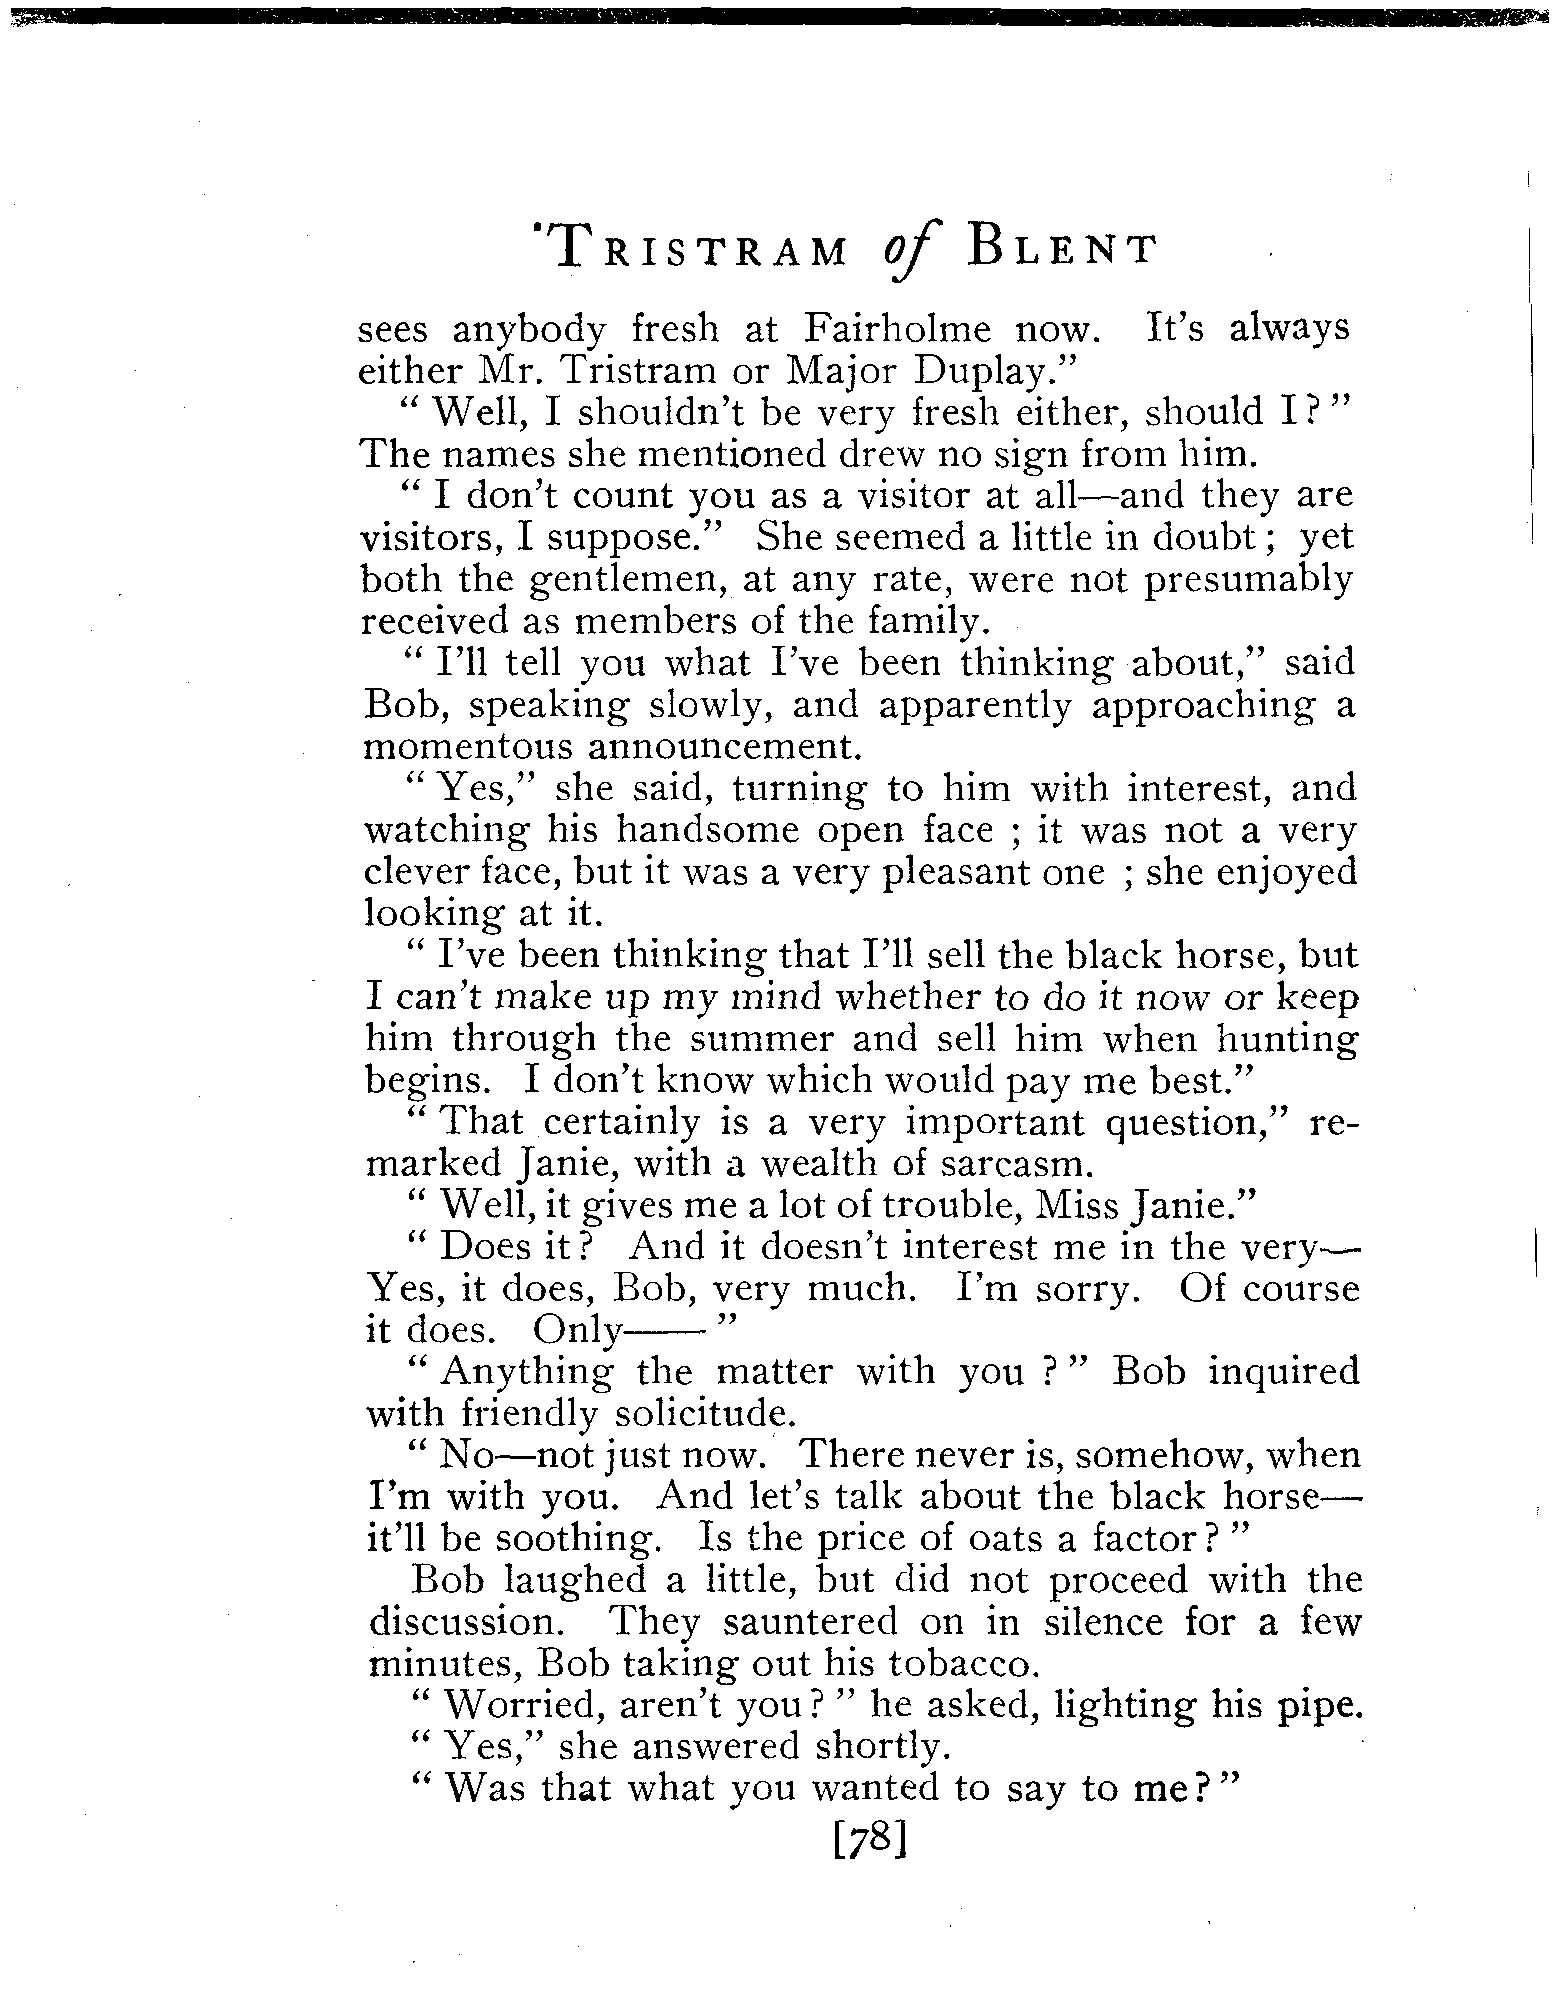 TRISTRAM of BLENT
sees anybody fresh at Fairholme now. It's always
either Mr. Tristram or Major Duplay."
"Well, I shouldn't be very fresh either, should I?"
The names she mentioned drew no sign from him.
"I don't count you as a visitor at all—and they are
visitors, I suppose." She seemed a little in doubt; yet
both the gentlemen, at any rate, were not presumably
received as members of the family.
"I'll tell you what I've been thinking about," said
Bob, speaking slowly, and apparently approaching a
momentous announcement.
"Yes," she said, turning to him with interest, and
watching his handsome open face; it was not a very
clever face, but it was a very pleasant one; she enjoyed
looking at it.
"I've been thinking that I'll sell the black horse, but
I can't make up my mind whether to do it now or keep
him through the summer and sell him when hunting
begins. I don't know which would pay me best."
"That certainly is a very important question," re-
marked Janie, with a wealth of sarcasm.
"Well, it gives me a lot of trouble, Miss Janie."
"Does it? And it doesn't interest me in the very—
Yes, it does, Bob, very much. I'm sorry. Of course
it does. Only——"
"Anything the matter with you?" Bob inquired
with friendly solicitude.
"No—not just now. There never is, somehow, when
I'm with you. And let's talk about the black horse—
it'll be soothing. Is the price of oats a factor?"
Bob laughed a little, but did not proceed with the
discussion. They sauntered on in silence for a few
minutes, Bob taking out his tobacco.
"Worried, aren't you?" he asked, lighting his pipe.
"Yes," she answered shortly.
"Was that what you wanted to say to me?"
[78]